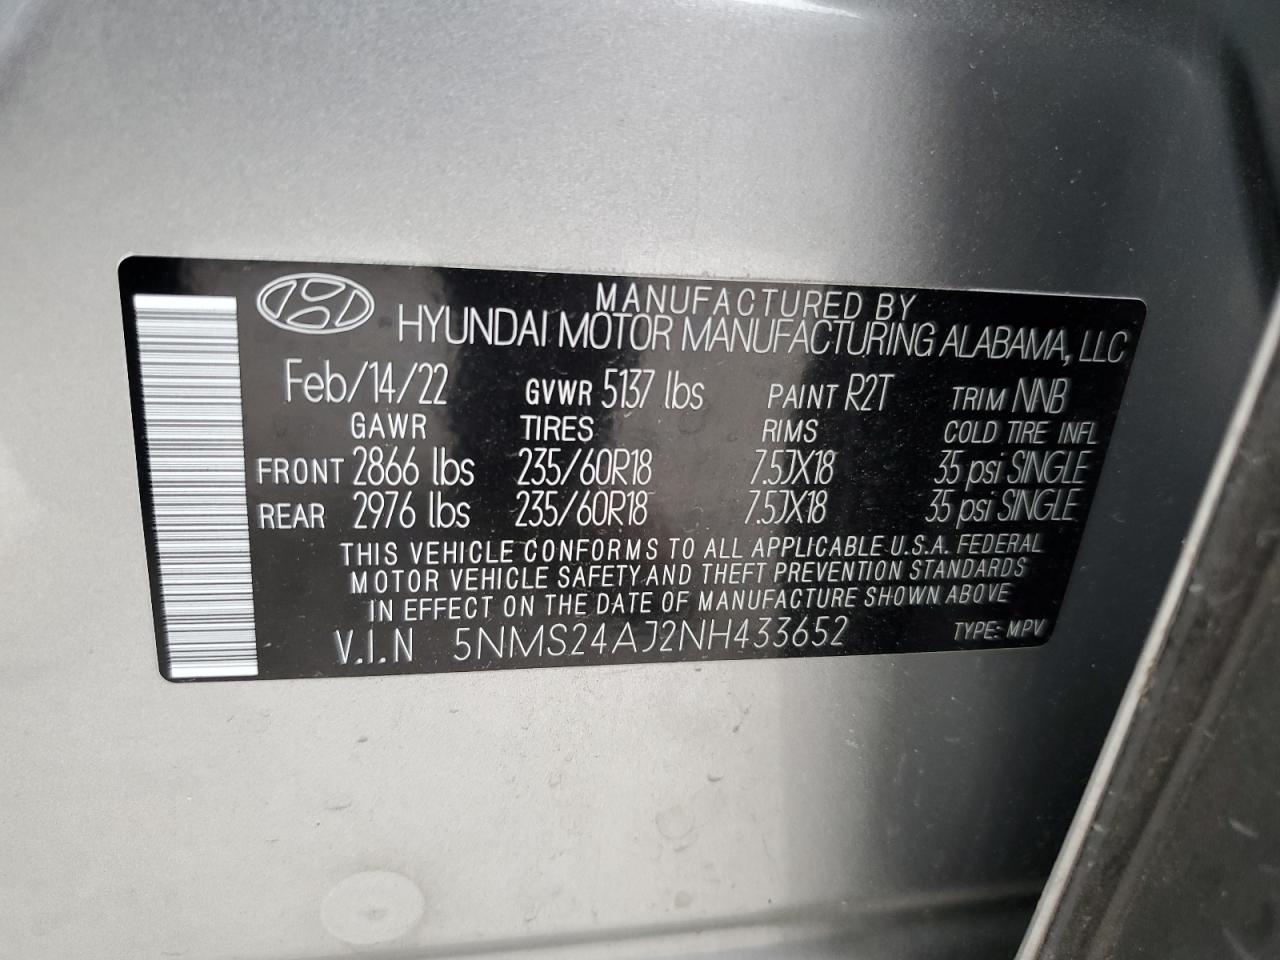 MANUFACTURED BY
HYUNDAI MOTOR MANUFACTURING ALABAMA, LLC
Feb/14/22 GVWR 5137 lbs PAINT R2T TRIM NNB
GAWR TIRES RIMS COLD TIRE INFL
FRONT 2866 lbs 235/60R18 7.5JX18 35 psi SINGLE
REAR 2976 lbs 235/60R18 7.5JX18 35 psi SINGLE
THIS VEHICLE CONFORMS TO ALL APPLICABLE U.S.A. FEDERAL
MOTOR VEHICLE SAFETY AND THEFT PREVENTION STANDARDS
IN EFFECT ON THE DATE OF MANUFACTURE SHOWN ABOVE
V.I.N 5NMS24AJ2NH433652 TYPE: MPV